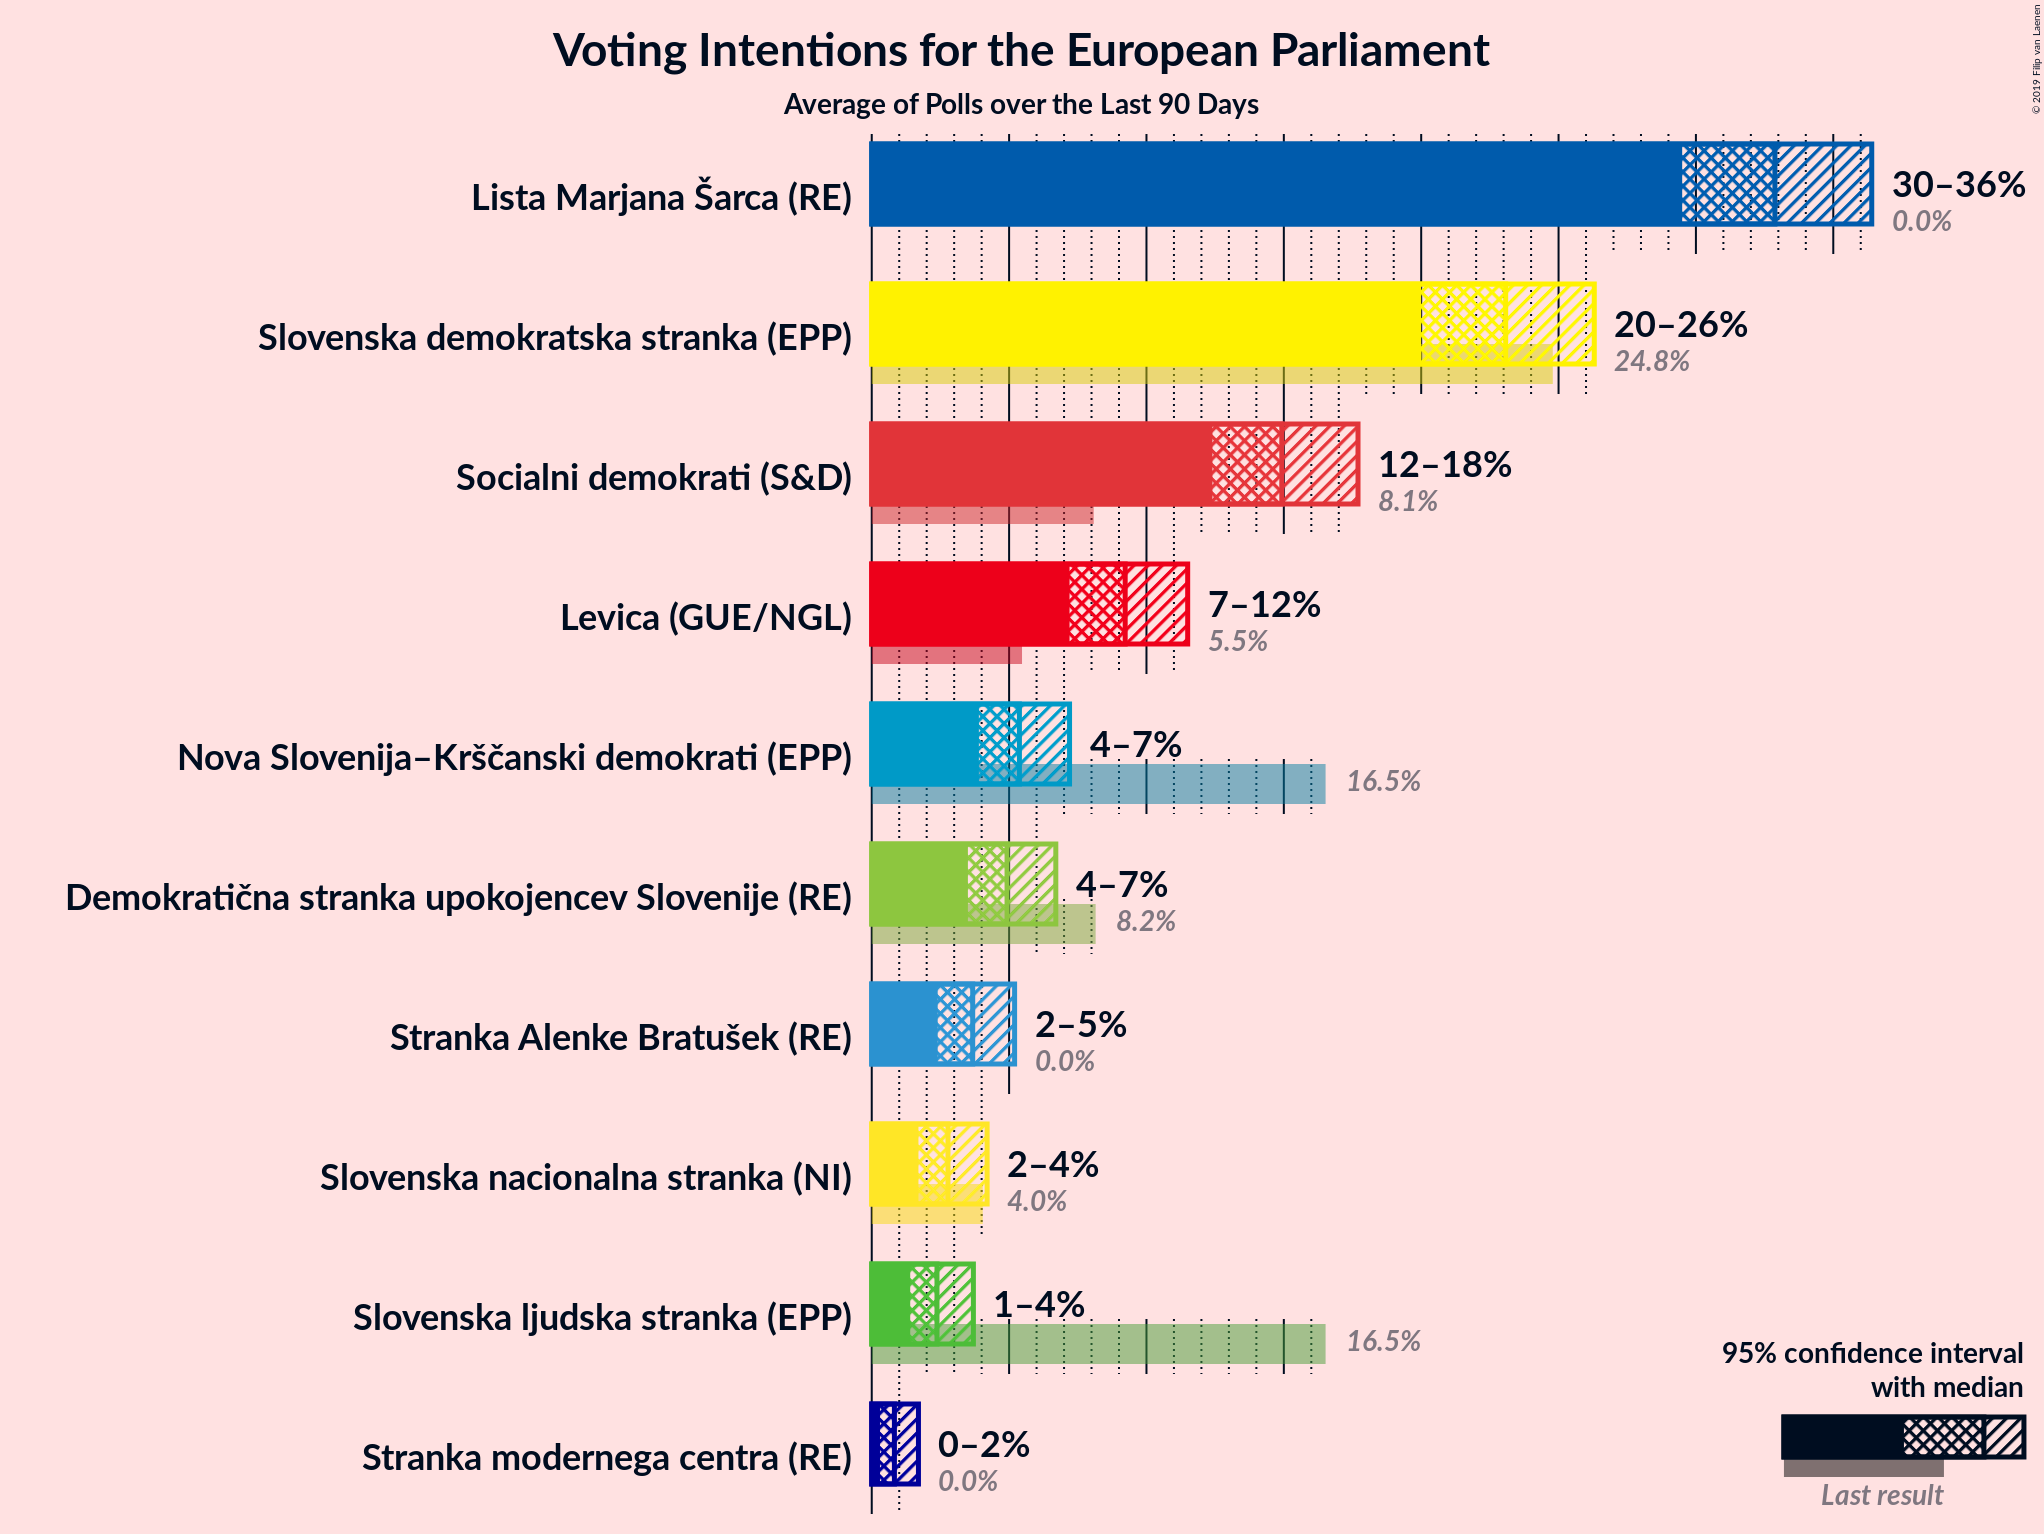 Voting Intentions for the European Parliament
Average of Polls over the Last 90 Days
© 2019 Filip van Laenen
Lista Marjana Šarca (RE)
30–36%
0.0%
Slovenska demokratska stranka (EPP)
20–26%
24.8%
Socialni demokrati (S&D)
12–18%
8.1%
Levica (GUE/NGL)
7–12%
5.5%
Nova Slovenija–Krščanski demokrati (EPP)
4–7%
16.5%
Demokratična stranka upokojencev Slovenije (RE)
4–7%
8.2%
Stranka Alenke Bratušek (RE)
2–5%
0.0%
Slovenska nacionalna stranka (NI)
2–4%
4.0%
Slovenska ljudska stranka (EPP)
1–4%
16.5%
Stranka modernega centra (RE)
0–2%
0.0%
95% confidence interval
with median
Last result